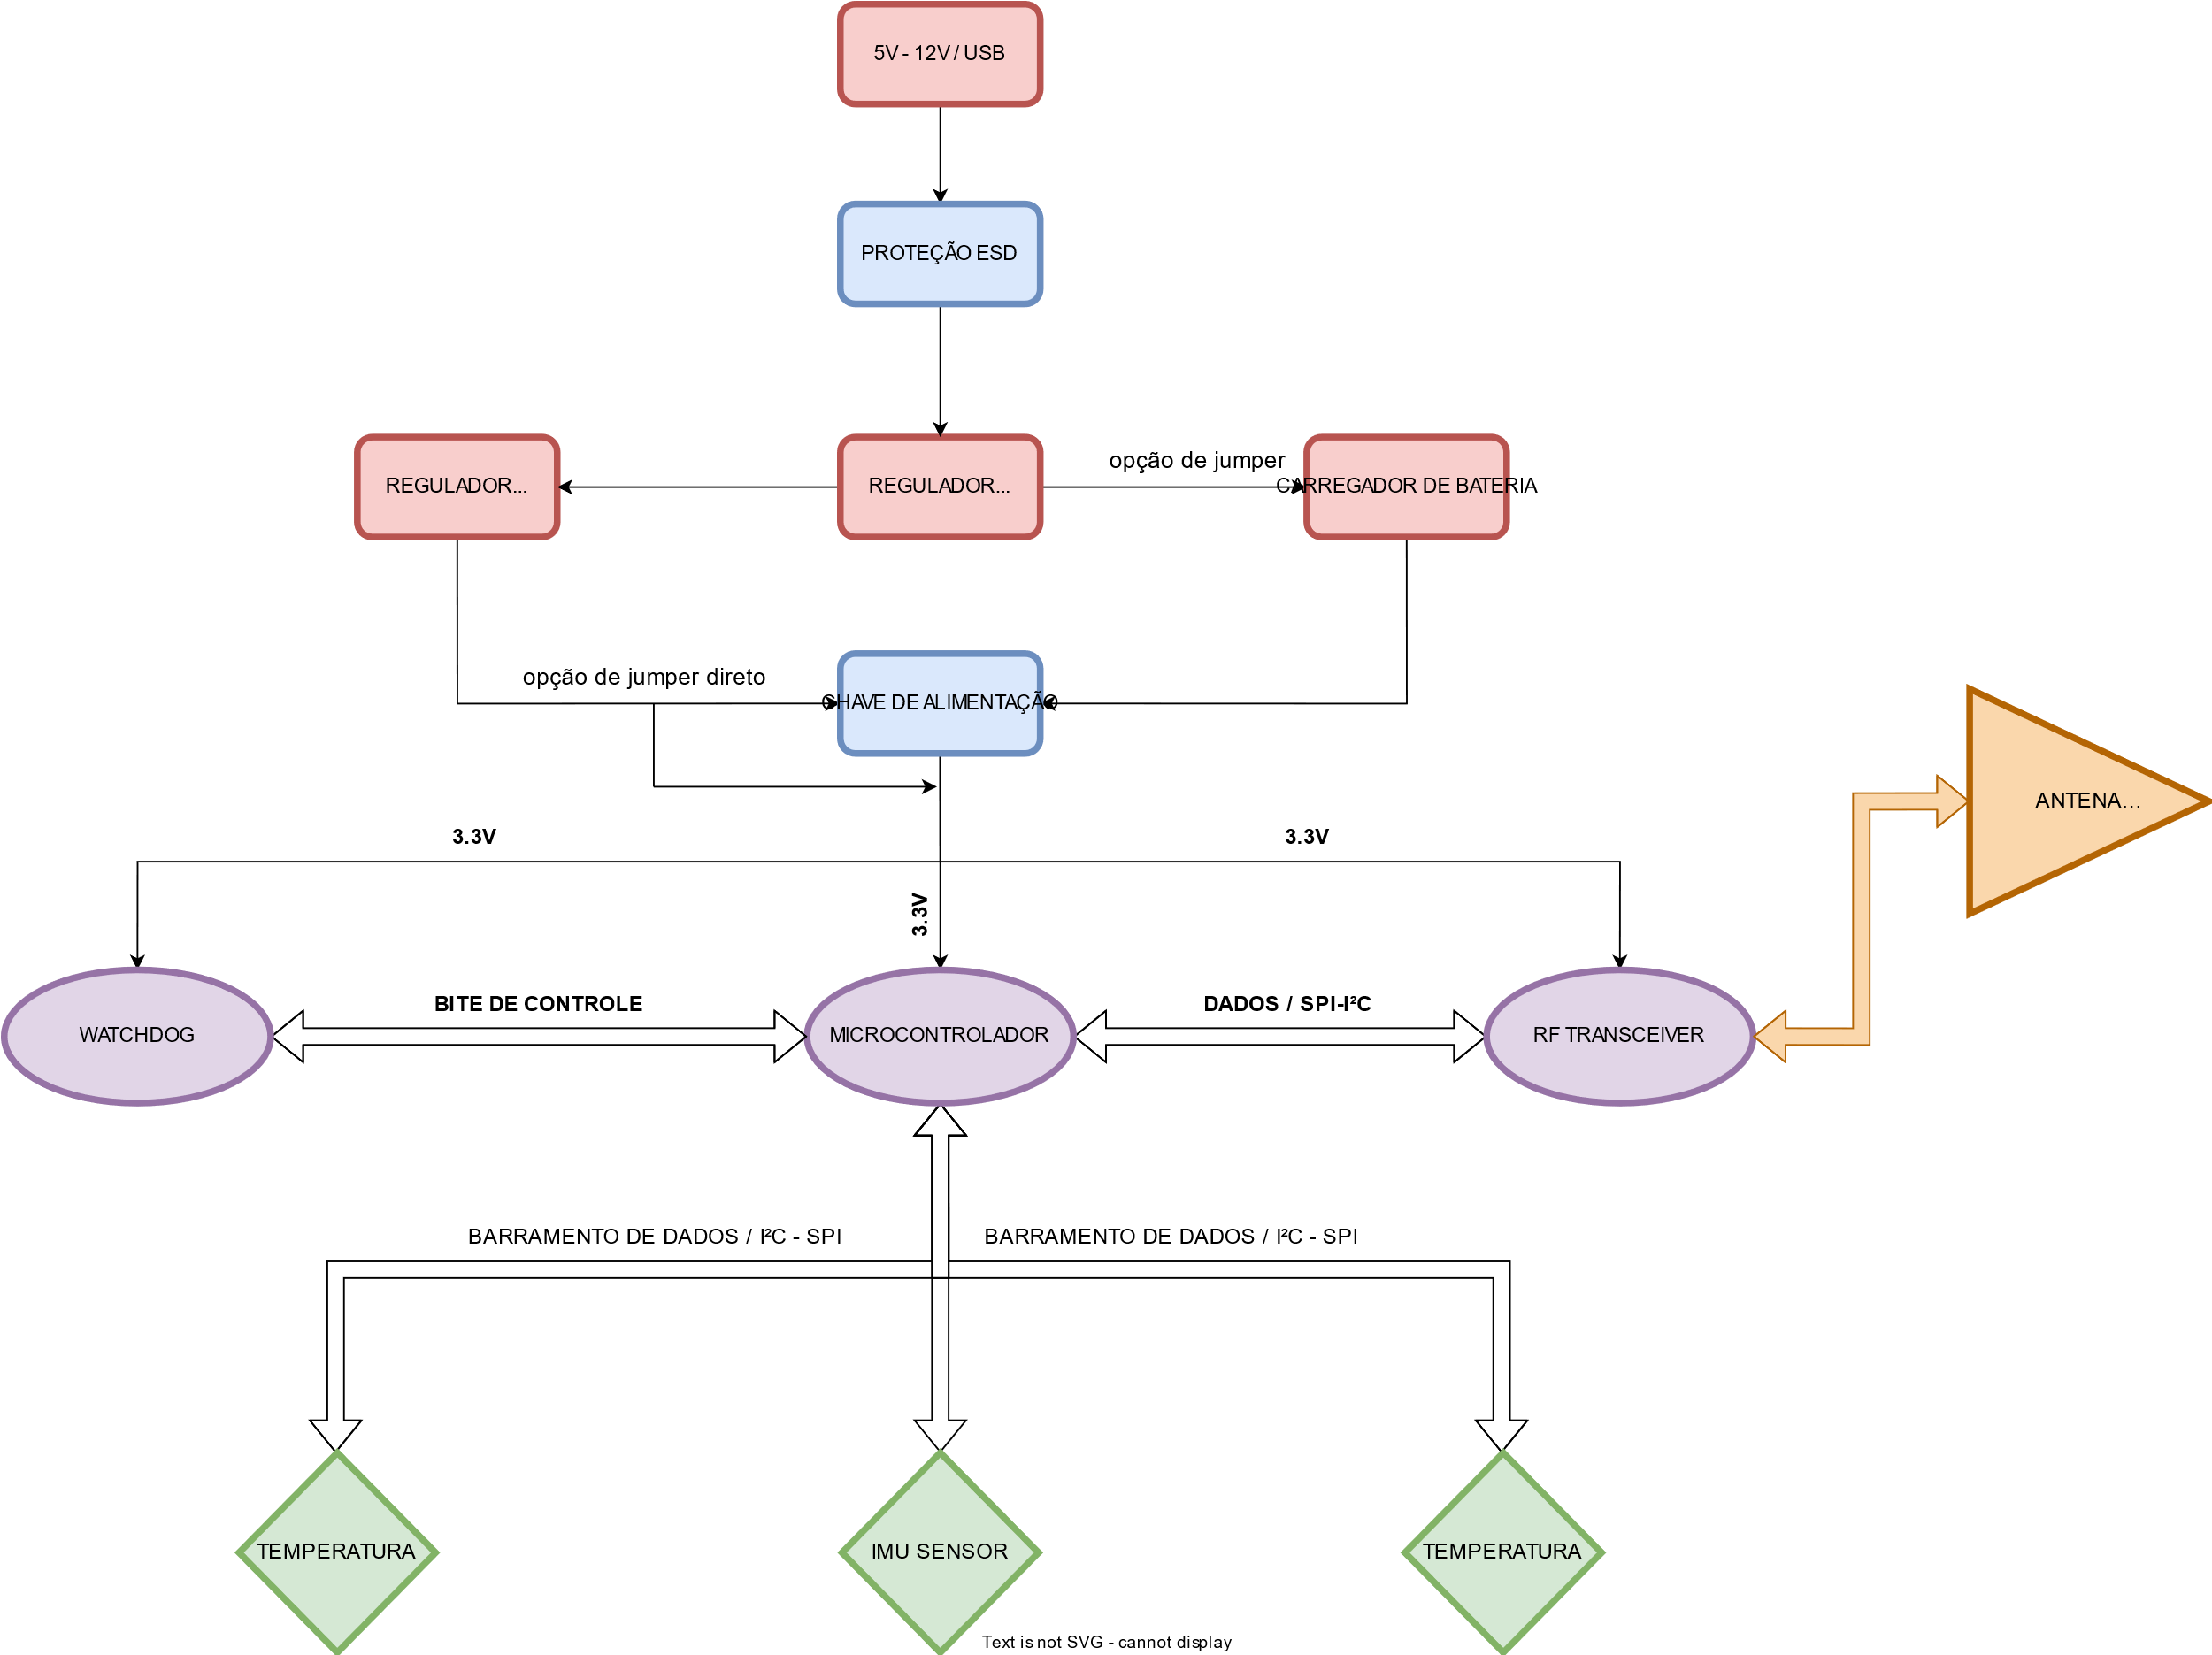 5V - 12V / USB
PROTEÇÃO ESD
REGULADOR...
REGULADOR...
opção de jumper
CARREGADOR DE BATERIA
opção de jumper direto
CHAVE DE ALIMENTAÇÃO
ANTENA...
3.3V
3.3V
3.3V
WATCHDOG
BITE DE CONTROLE
MICROCONTROLADOR
DADOS / SPI-I²C
RF TRANSCEIVER
BARRAMENTO DE DADOS / I²C - SPI
BARRAMENTO DE DADOS / I²C - SPI
TEMPERATURA
IMU SENSOR
TEMPERATURA
Text is not SVG - cannot display